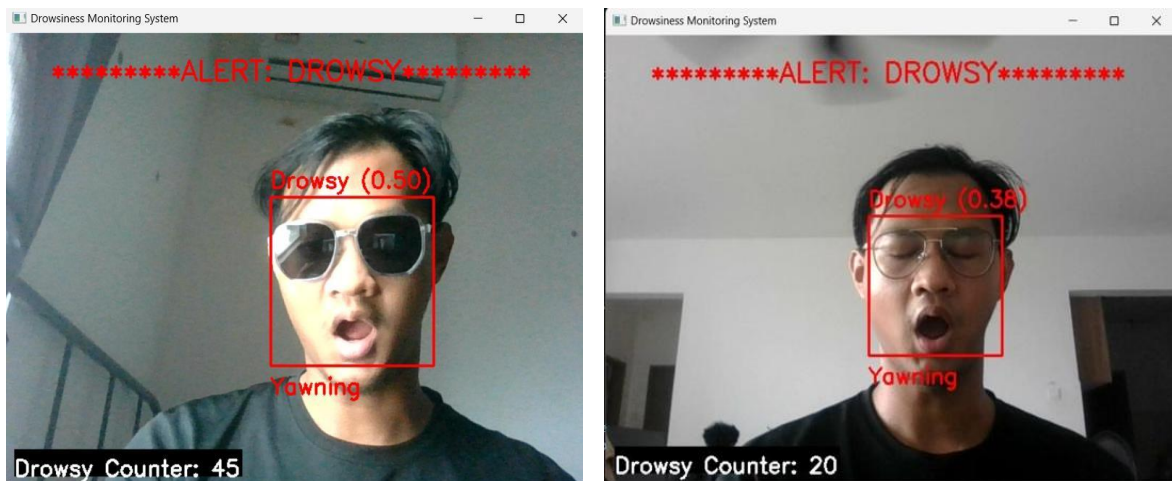 Drowsiness Monitoring System
*********ALERT: DROWSY*********
Drowsy (0.50)
Yawning
Drowsy Counter: 45
Drowsiness Monitoring System
*********ALERT: DROWSY*********
Drowsy (0.38)
Yawning
Drowsy Counter: 20